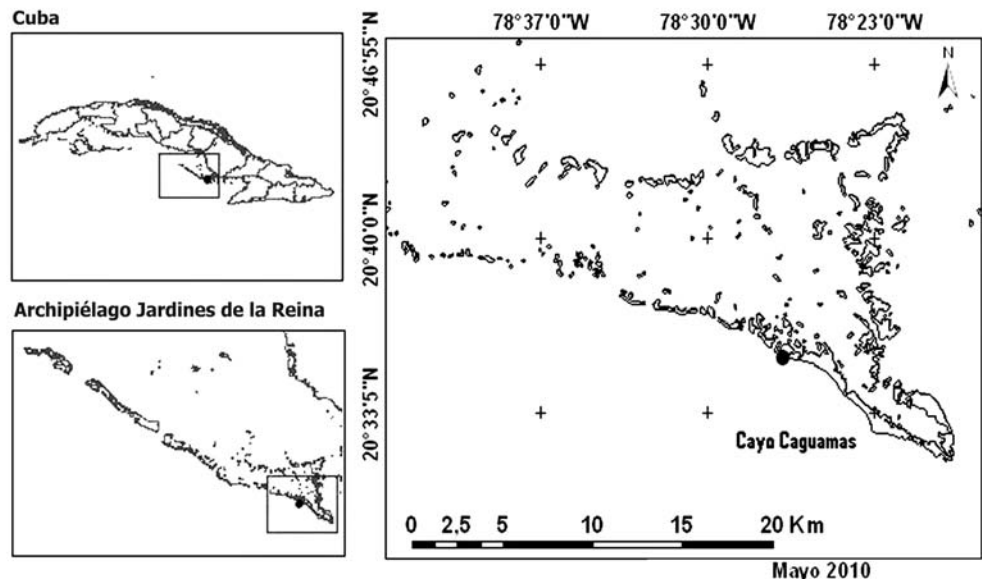 Cuba
Archipiélago Jardines de la Reina
78°37'0"W 78°30'0"W 78°23'0"W
20°46'55"N
20°40'0"N
20°33'5"N
N
Cayo Caguamas
0 2,5 5 10 15 20 Km
Mayo 2010